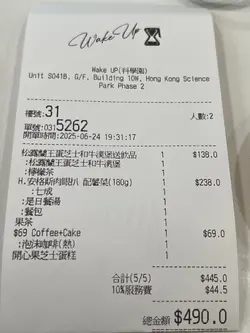 Wake Up
Wake UP(科學園)
Unit S041B, G/F, Building 10W, Hong Kong Science
Park Phase 2
檯號:31 人數:2
單號:0315262
開單時間:2025-06-24 19:31:17
松露蘭王蛋芝士和牛漢堡送飲品 1 $138.0
:松露蘭王蛋芝士和牛漢堡 1
:檸檬茶 1
H.安格斯肉眼扒 配薯菜(180g) 1 $238.0
:七成 1
:是日餐湯 1
:餐包 1
果茶 1
$69 Coffee+Cake 1 $69.0
:泡沫咖啡(熱) 1
開心果芝士蛋糕 1
合計(5/5) $445.0
10%服務費 $44.5
總金額 $490.0